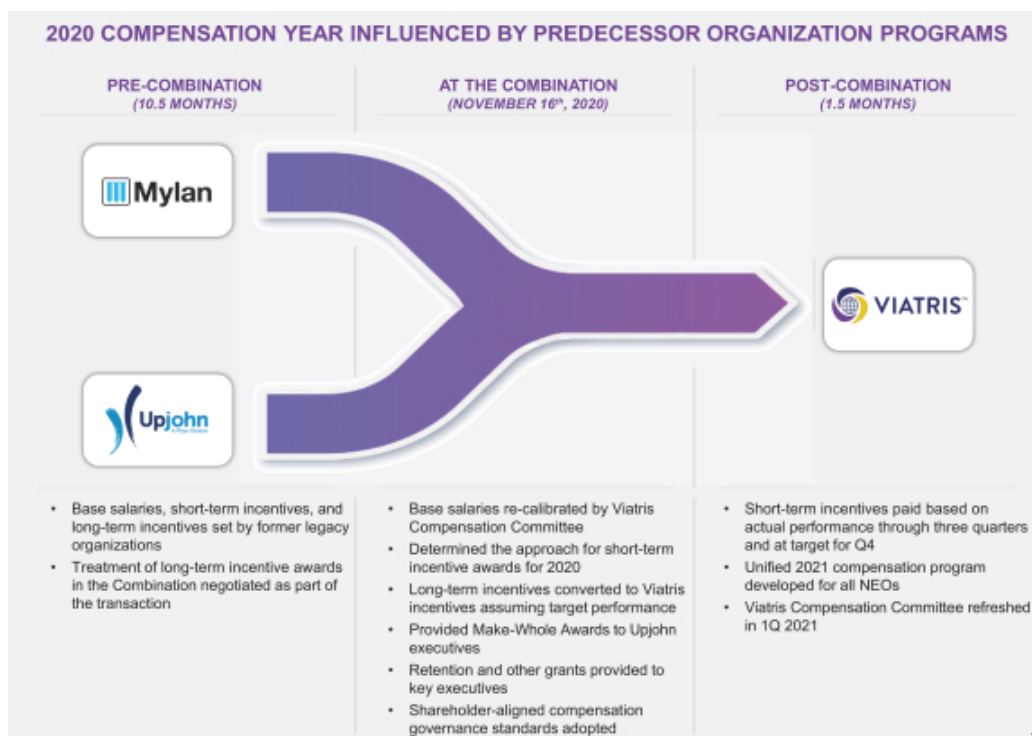 2020 COMPENSATION YEAR INFLUENCED BY PREDECESSOR ORGANIZATION PROGRAMS
PRE-COMBINATION
(10.5 MONTHS)
AT THE COMBINATION
(NOVEMBER 16th, 2020)
POST-COMBINATION
(1.5 MONTHS)
Mylan
VIATRIS™
Upjohn
A Pfizer Division
• Base salaries, short-term incentives, and
long-term incentives set by former legacy
organizations
• Treatment of long-term incentive awards
in the Combination negotiated as part of
the transaction
• Base salaries re-calibrated by Viatris
Compensation Committee
• Determined the approach for short-term
incentive awards for 2020
• Long-term incentives converted to Viatris
incentives assuming target performance
• Provided Make-Whole Awards to Upjohn
executives
• Retention and other grants provided to
key executives
• Shareholder-aligned compensation
governance standards adopted
• Short-term incentives paid based on
actual performance through three quarters
and at target for Q4
• Unified 2021 compensation program
developed for all NEOs
• Viatris Compensation Committee refreshed
in 1Q 2021